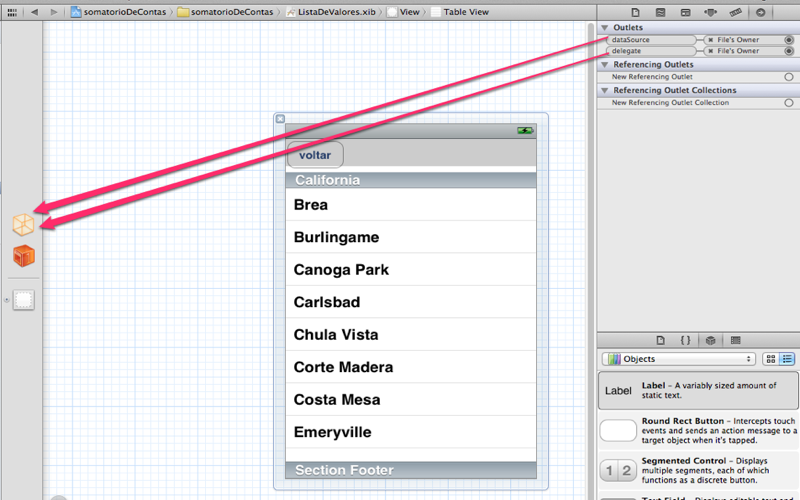 somatorioDeContas somatorioDeContas ListaDeValores.xib View Table View
Outlets
dataSource File's Owner
delegate File's Owner
Referencing Outlets
New Referencing Outlet
Referencing Outlet Collections
New Referencing Outlet Collection
voltar
California
Brea
Burlingame
Canoga Park
Carlsbad
Chula Vista
Corte Madera
Costa Mesa
Emeryville
Section Footer
{ }
Objects
Label
Label – A variably sized amount of
static text.
Round Rect Button – Intercepts touch
events and sends an action message to a
target object when it's tapped.
1 2
Segmented Control – Displays
multiple segments, each of which
functions as a discrete button.